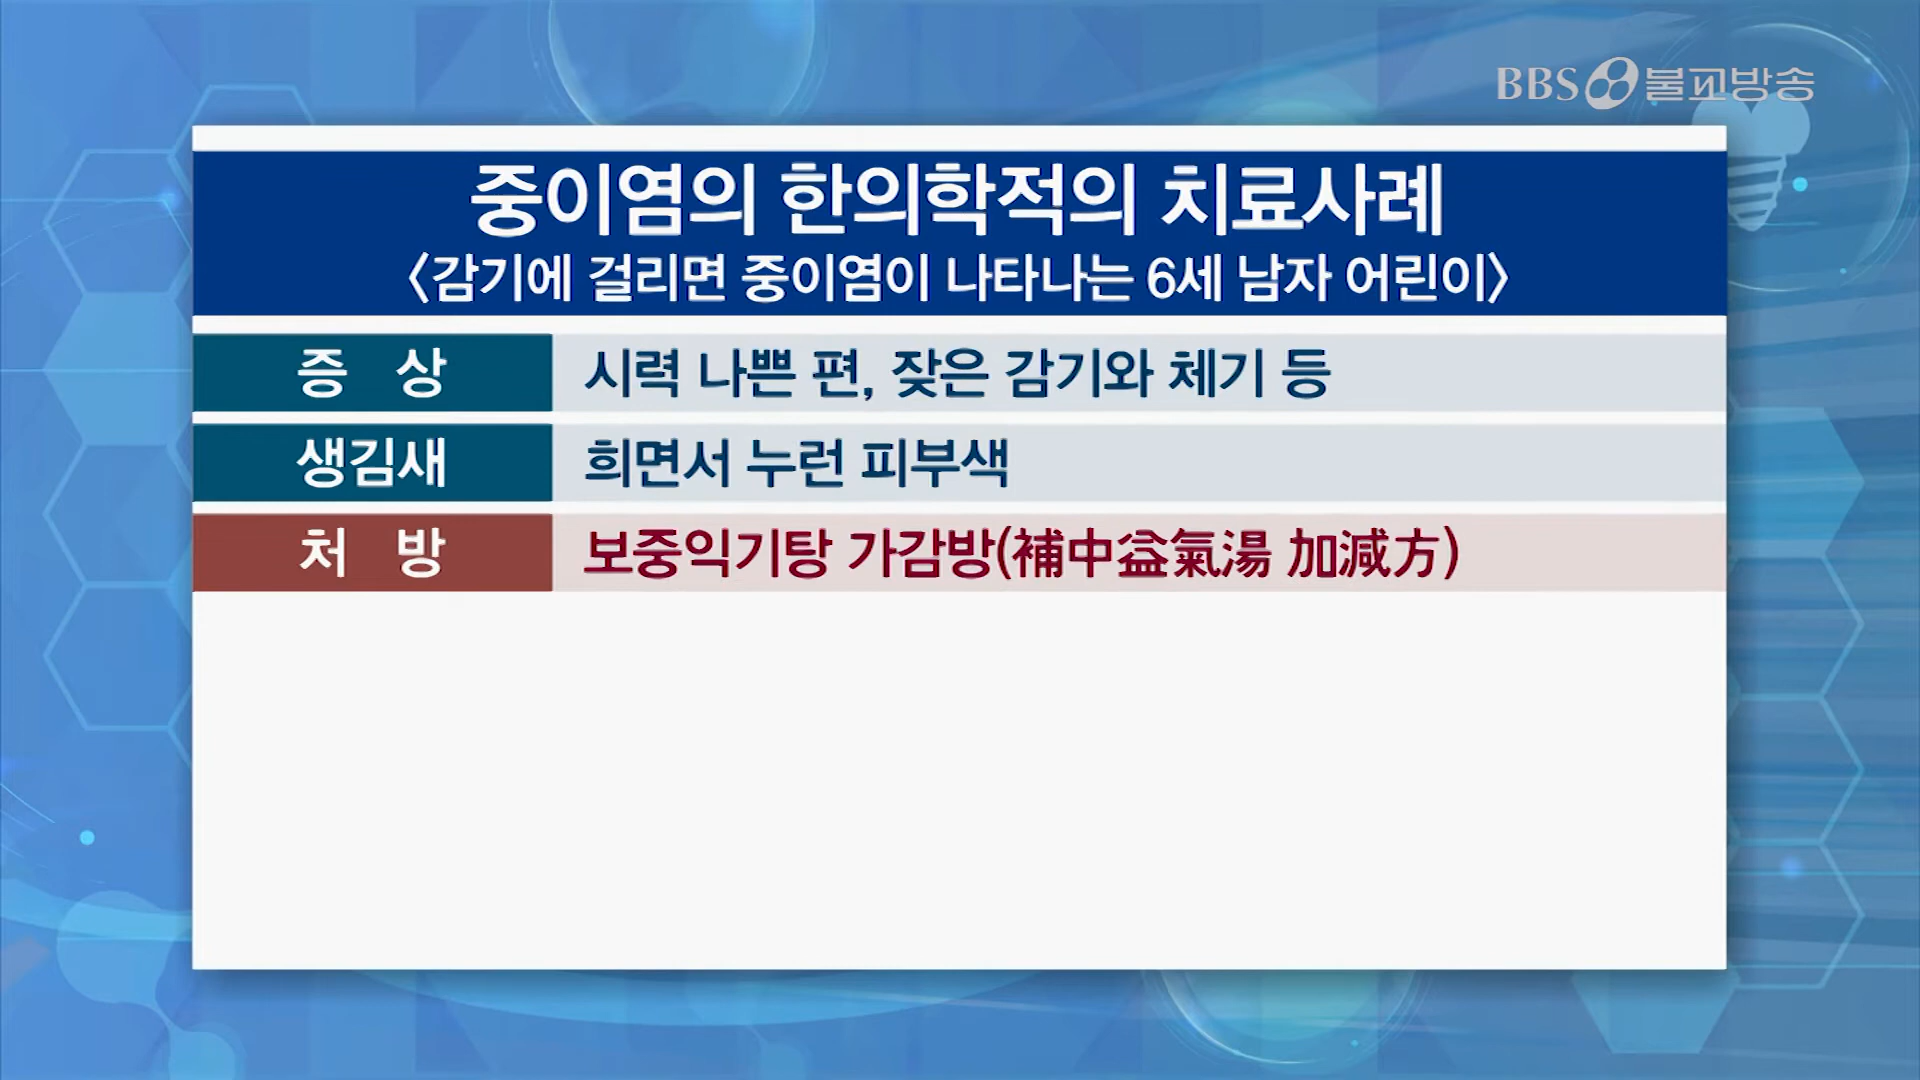 BBS 불교방송
중이염의 한의학적의 치료사례
〈감기에 걸리면 중이염이 나타나는 6세 남자 어린이〉
증 상 시력 나쁜 편, 잦은 감기와 체기 등
생김새 희면서 누런 피부색
처 방 보중익기탕 가감방(補中益氣湯 加減方)